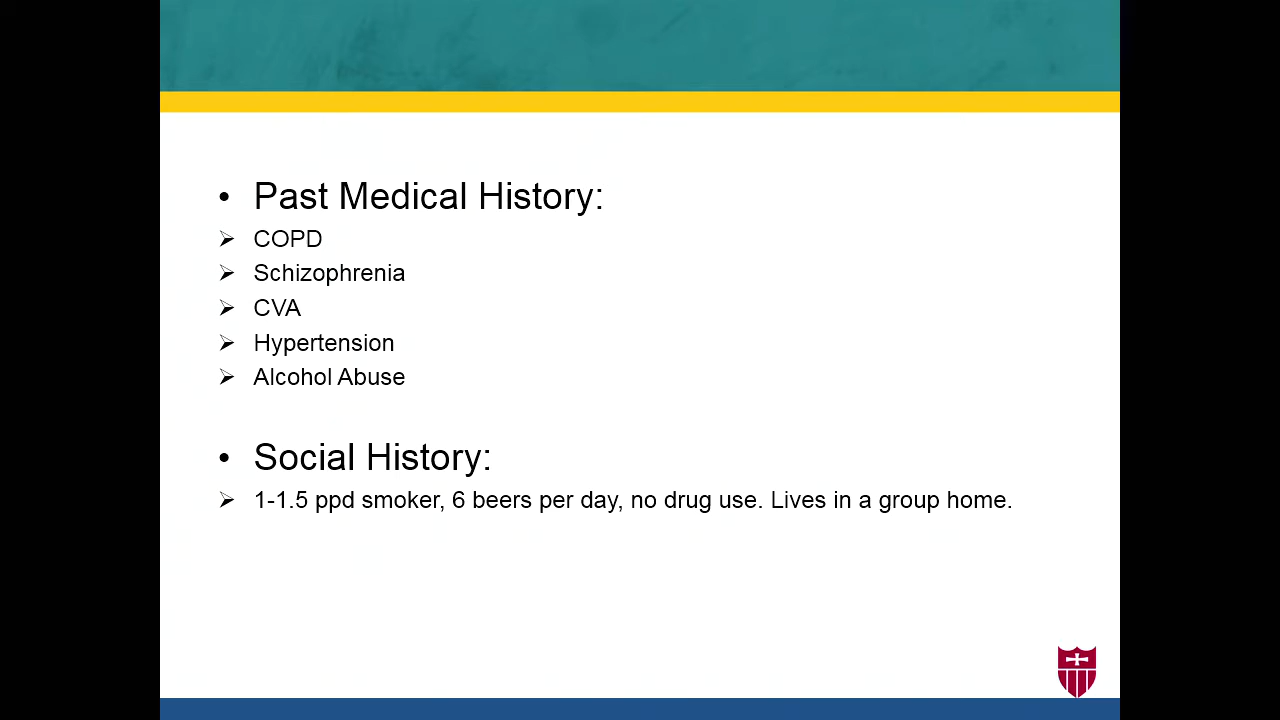 • Past Medical History:
➢ COPD
➢ Schizophrenia
➢ CVA
➢ Hypertension
➢ Alcohol Abuse
• Social History:
➢ 1-1.5 ppd smoker, 6 beers per day, no drug use. Lives in a group home.